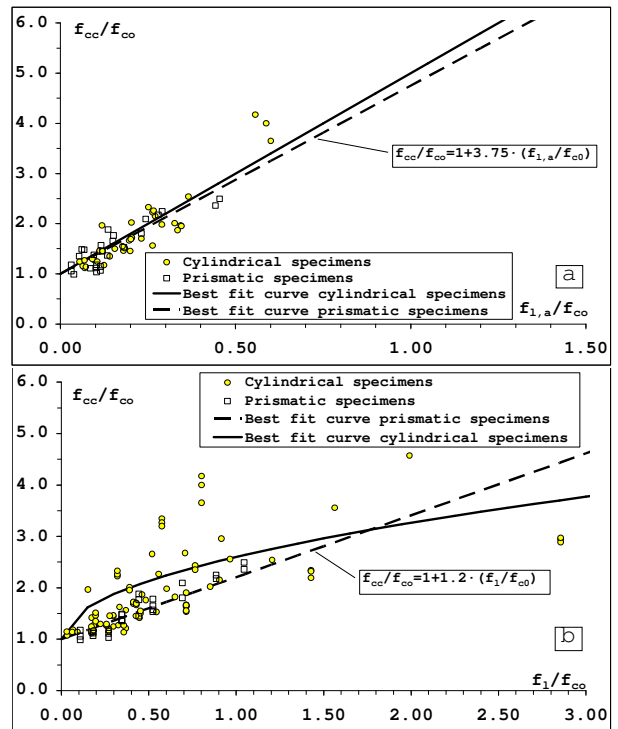 f_cc/f_co
6.0
5.0
4.0
3.0
2.0
1.0
0.0
f_cc/f_co=1+3.75·(f_l,a/f_c0)
Cylindrical specimens
Prismatic specimens
Best fit curve cylindrical specimens
Best fit curve prismatic specimens
a
f_l,a/f_co
0.00 0.50 1.00 1.50
f_cc/f_co
6.0
5.0
4.0
3.0
2.0
1.0
0.0
Cylindrical specimens
Prismatic specimens
Best fit curve prismatic specimens
Best fit curve cylindrical specimens
f_cc/f_co=1+1.2·(f_l/f_c0)
b
f_l/f_co
0.00 0.50 1.00 1.50 2.00 2.50 3.00